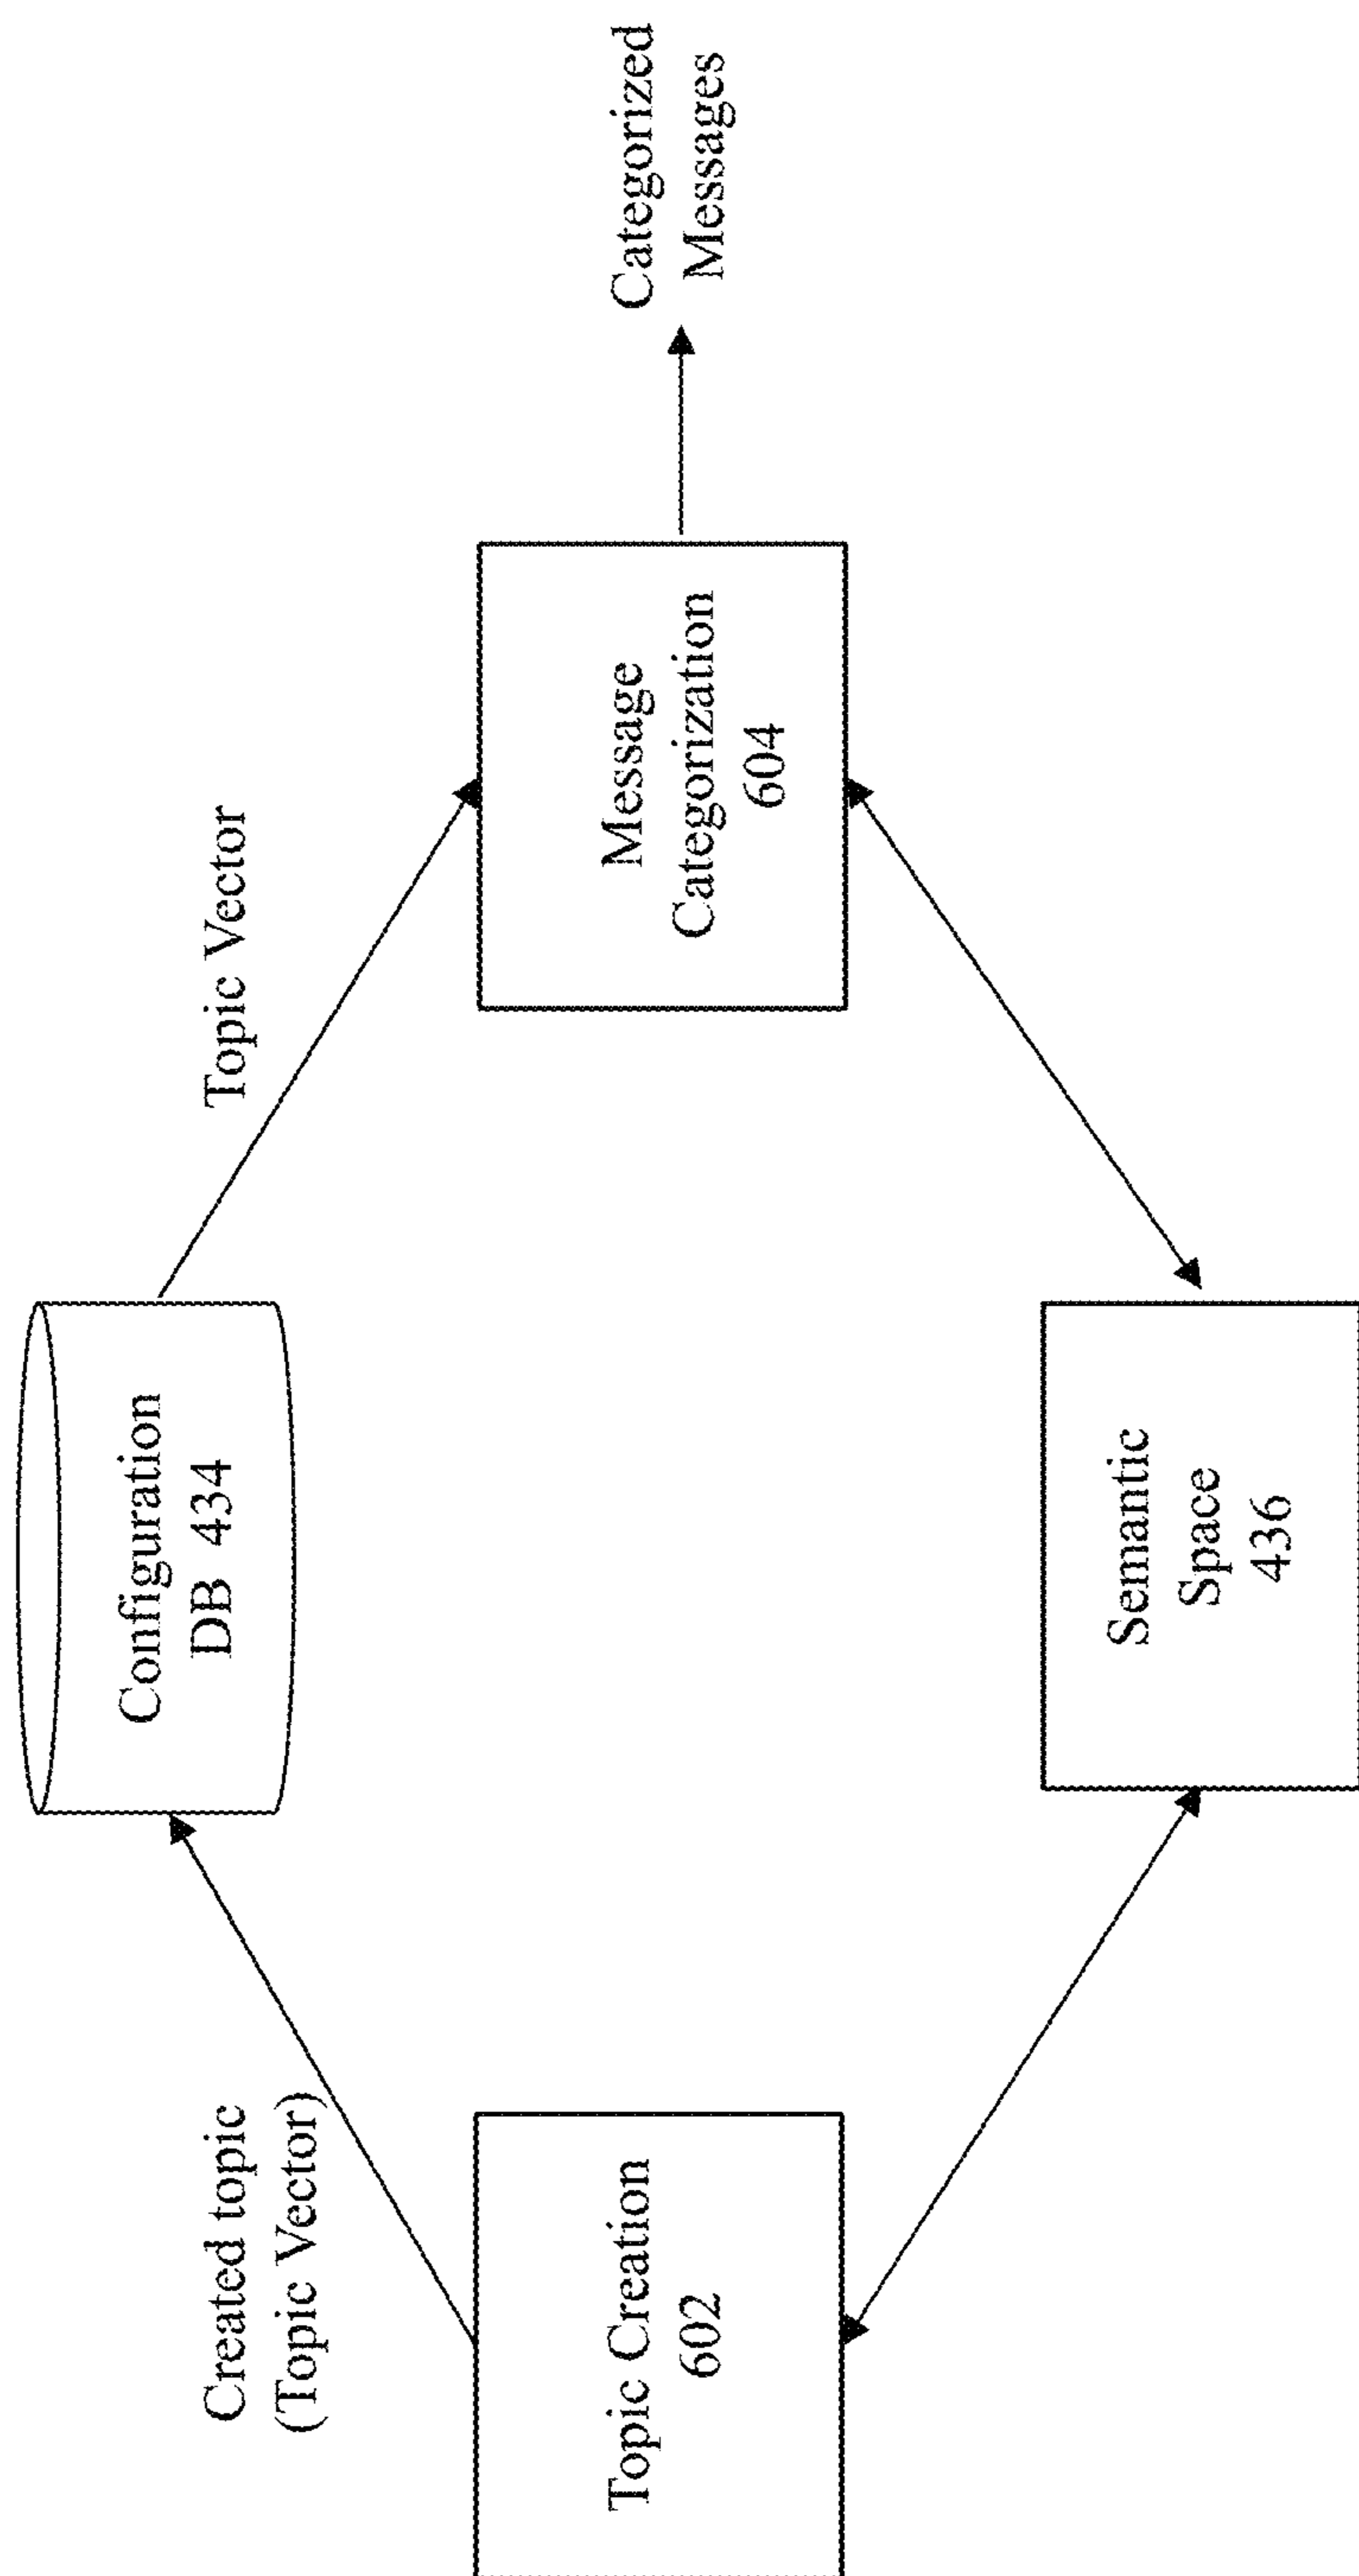 Created topic
(Topic Vector)
Configuration
DB 434
Topic Vector
Topic Creation
602
Message
Categorization
604
Categorized
Messages
Semantic
Space
436